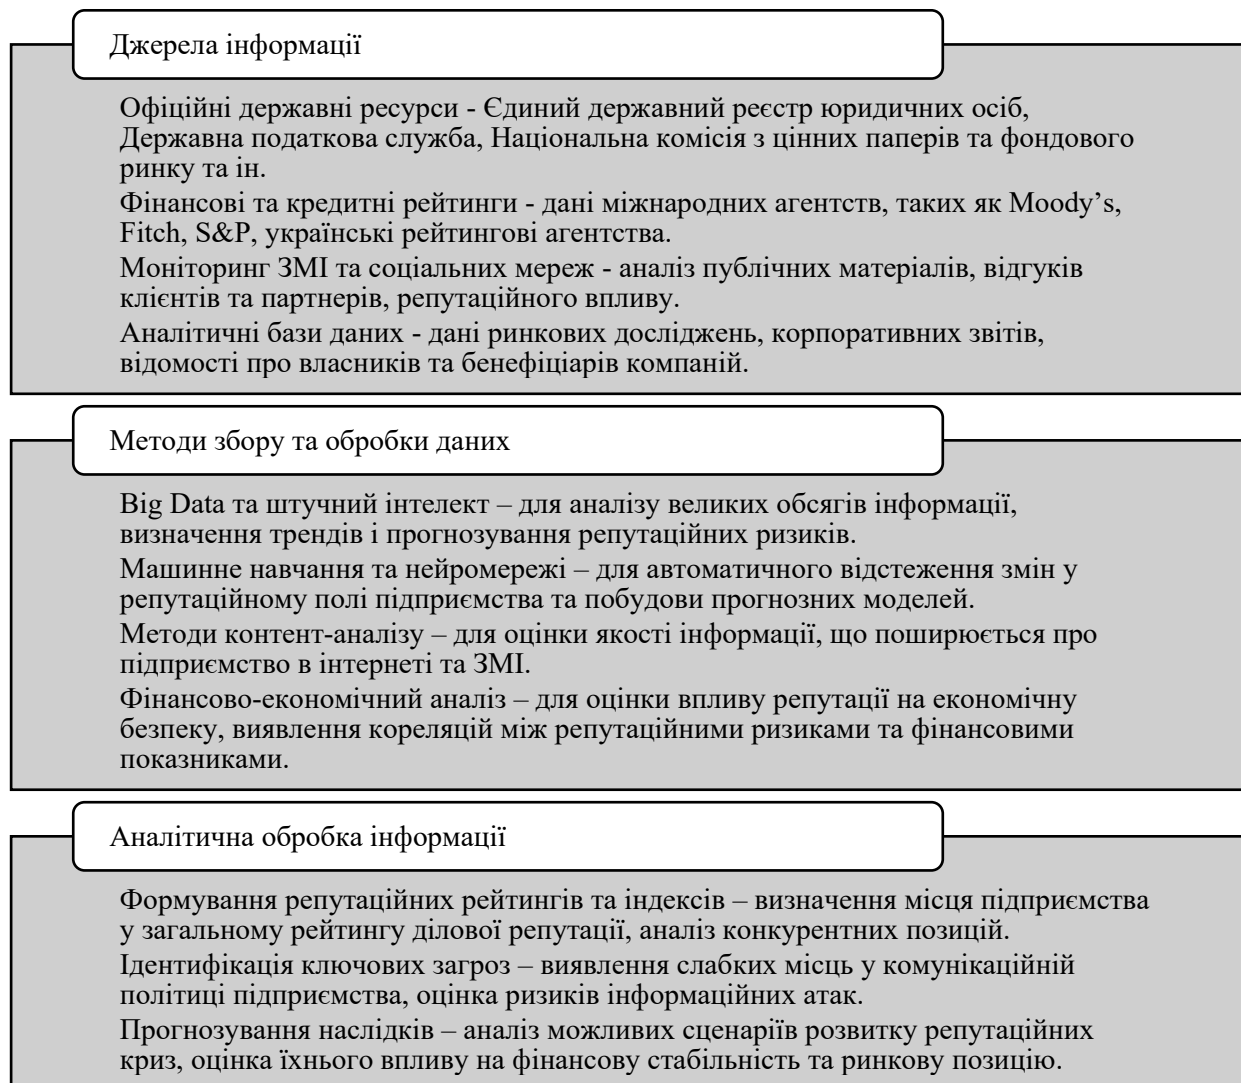 Джерела інформації
Офіційні державні ресурси - Єдиний державний реєстр юридичних осіб,
Державна податкова служба, Національна комісія з цінних паперів та фондового
ринку та ін.
Фінансові та кредитні рейтинги - дані міжнародних агентств, таких як Moody’s,
Fitch, S&P, українські рейтингові агентства.
Моніторинг ЗМІ та соціальних мереж - аналіз публічних матеріалів, відгуків
клієнтів та партнерів, репутаційного впливу.
Аналітичні бази даних - дані ринкових досліджень, корпоративних звітів,
відомості про власників та бенефіціарів компаній.
Методи збору та обробки даних
Big Data та штучний інтелект – для аналізу великих обсягів інформації,
визначення трендів і прогнозування репутаційних ризиків.
Машинне навчання та нейромережі – для автоматичного відстеження змін у
репутаційному полі підприємства та побудови прогнозних моделей.
Методи контент-аналізу – для оцінки якості інформації, що поширюється про
підприємство в інтернеті та ЗМІ.
Фінансово-економічний аналіз – для оцінки впливу репутації на економічну
безпеку, виявлення кореляцій між репутаційними ризиками та фінансовими
показниками.
Аналітична обробка інформації
Формування репутаційних рейтингів та індексів – визначення місця підприємства
у загальному рейтингу ділової репутації, аналіз конкурентних позицій.
Ідентифікація ключових загроз – виявлення слабких місць у комунікаційній
політиці підприємства, оцінка ризиків інформаційних атак.
Прогнозування наслідків – аналіз можливих сценаріїв розвитку репутаційних
криз, оцінка їхнього впливу на фінансову стабільність та ринкову позицію.